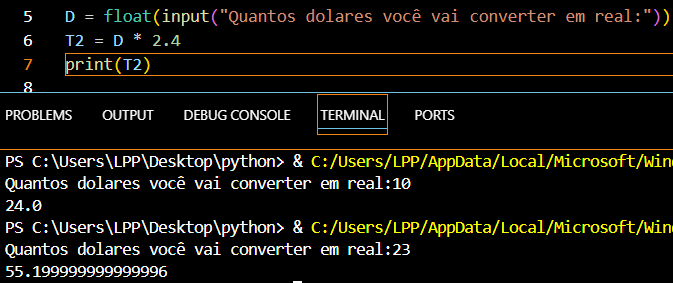 5 D = float(input("Quantos dolares você vai converter em real:"))
6 T2 = D * 2.4
7 print(T2)
8
PROBLEMS OUTPUT DEBUG CONSOLE TERMINAL PORTS
PS C:\Users\LPP\Desktop\python> & C:/Users/LPP/AppData/Local/Microsoft/Win
Quantos dolares você vai converter em real:10
24.0
PS C:\Users\LPP\Desktop\python> & C:/Users/LPP/AppData/Local/Microsoft/Win
Quantos dolares você vai converter em real:23
55.199999999999996